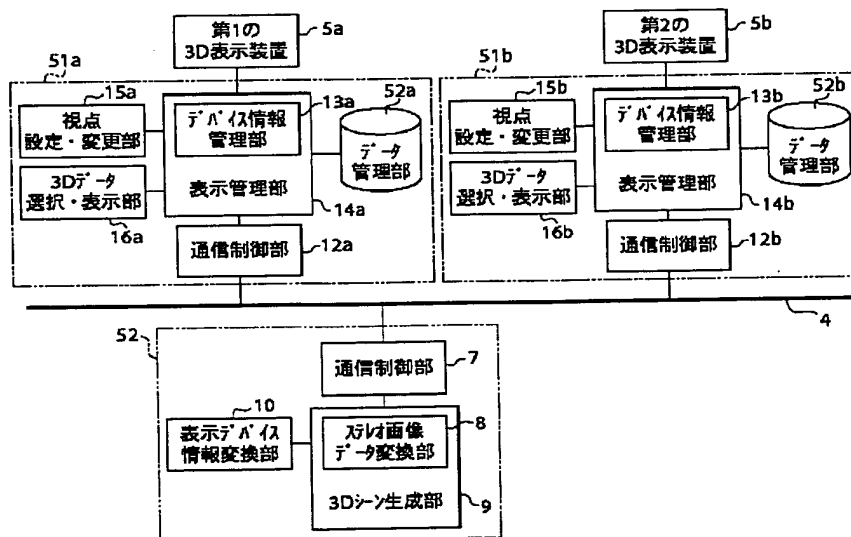 第1の
3D表示装置
5a
51a
15a
視点
設定・変更部
13a
デバイス情報
管理部
52a
データ
管理部
3Dデータ
選択・表示部
16a
表示管理部
14a
通信制御部
12a
第2の
3D表示装置
5b
51b
15b
視点
設定・変更部
13b
デバイス情報
管理部
52b
データ
管理部
3Dデータ
選択・表示部
16b
表示管理部
14b
通信制御部
12b
4
52
通信制御部
7
10
表示デバイス
情報変換部
ステレオ画像
データ変換部
8
3Dシーン生成部
9